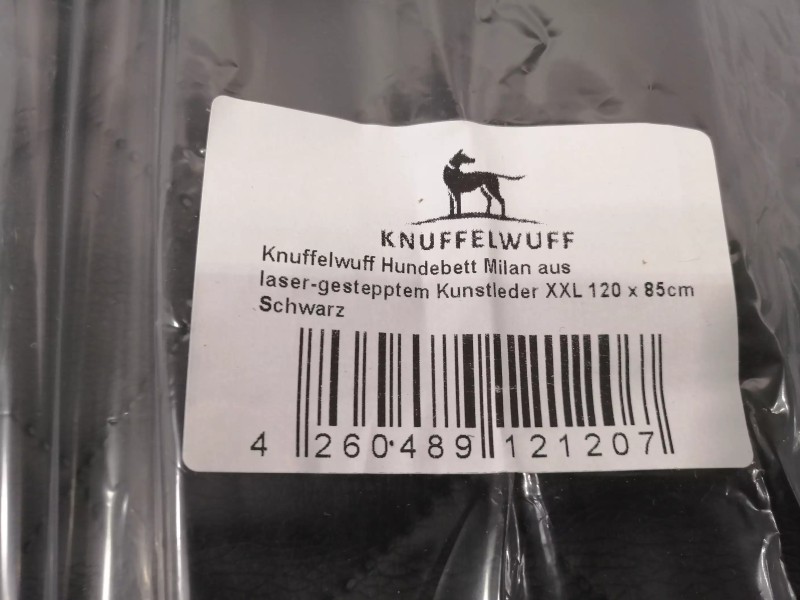 KNUFFELWUFF
Knuffelwuff Hundebett Milan aus
laser-gestepptem Kunstleder XXL 120 x 85cm
Schwarz
4 260489 121207